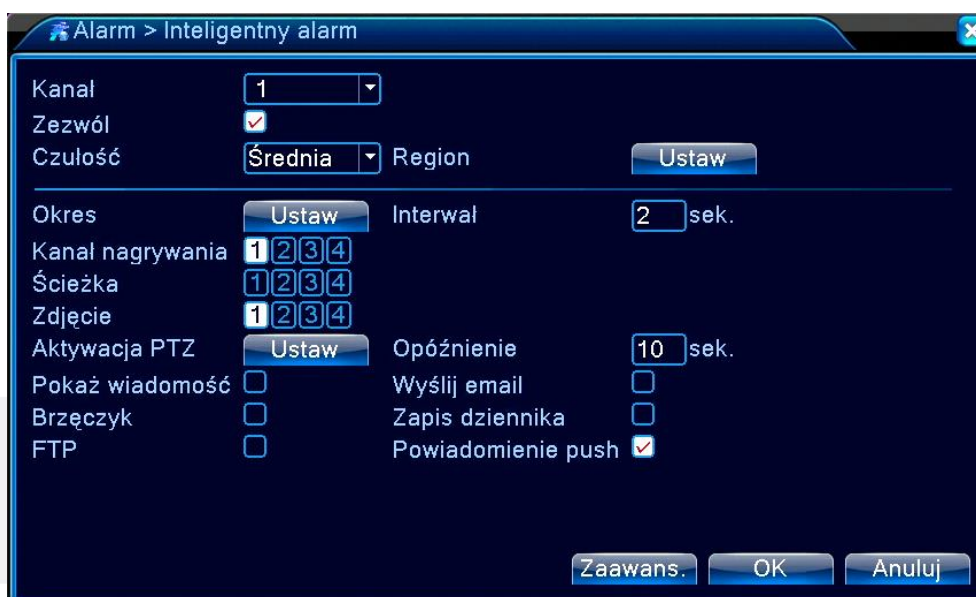 Alarm > Inteligentny alarm
Kanał 1
Zezwól
Czułość Średnia Region Ustaw
Okres Ustaw Interwał 2 sek.
Kanał nagrywania 1 2 3 4
Ścieżka 1 2 3 4
Zdjęcie 1 2 3 4
Aktywacja PTZ Ustaw Opóźnienie 10 sek.
Pokaż wiadomość Wyślij email
Brzęczyk Zapis dziennika
FTP Powiadomienie push
Zaawans. OK Anuluj